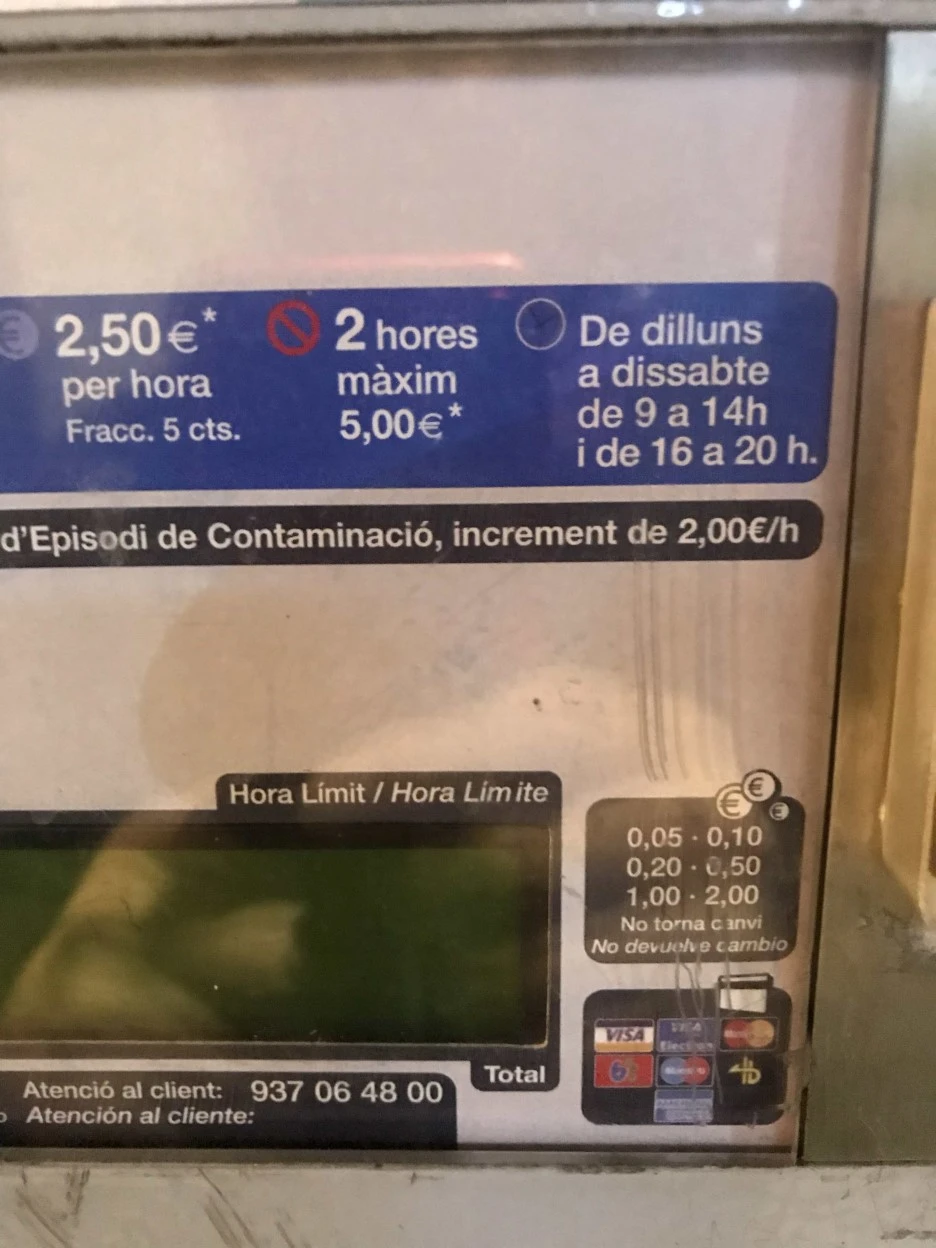 2,50€*
per hora
Fracc. 5 cts.
2 hores
màxim
5,00€*
De dilluns
a dissabte
de 9 a 14h
i de 16 a 20 h.
d'Episodi de Contaminació, increment de 2,00€/h
Hora Límit / Hora Límite
0,05 · 0,10
0,20 · 0,50
1,00 · 2,00
No torna canvi
No devuelve cambio
VISA
VISA
Electron
Total
Atenció al client: 937 06 48 00
Atención al cliente: